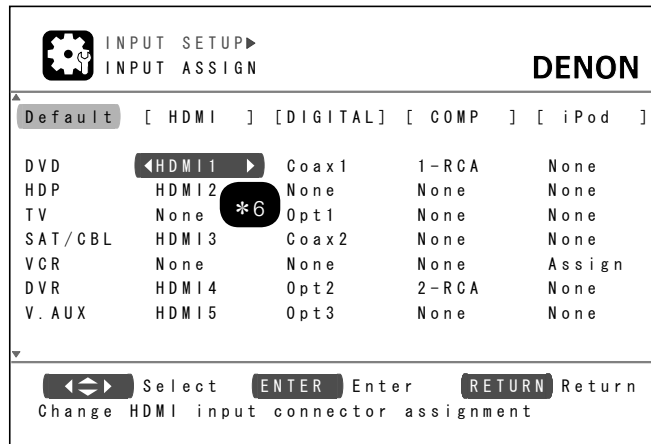 INPUT SETUP▶
INPUT ASSIGN
DENON
Default [ HDMI ] [DIGITAL] [ COMP ] [ iPod ]
DVD ◀HDMI1 ▶ Coax1 1-RCA None
HDP HDMI2 None None None
TV None Opt1 None None
✻6
SAT/CBL HDMI3 Coax2 None None
VCR None None None Assign
DVR HDMI4 Opt2 2-RCA None
V.AUX HDMI5 Opt3 None None
Select ENTER Enter RETURN Return
Change HDMI input connector assignment